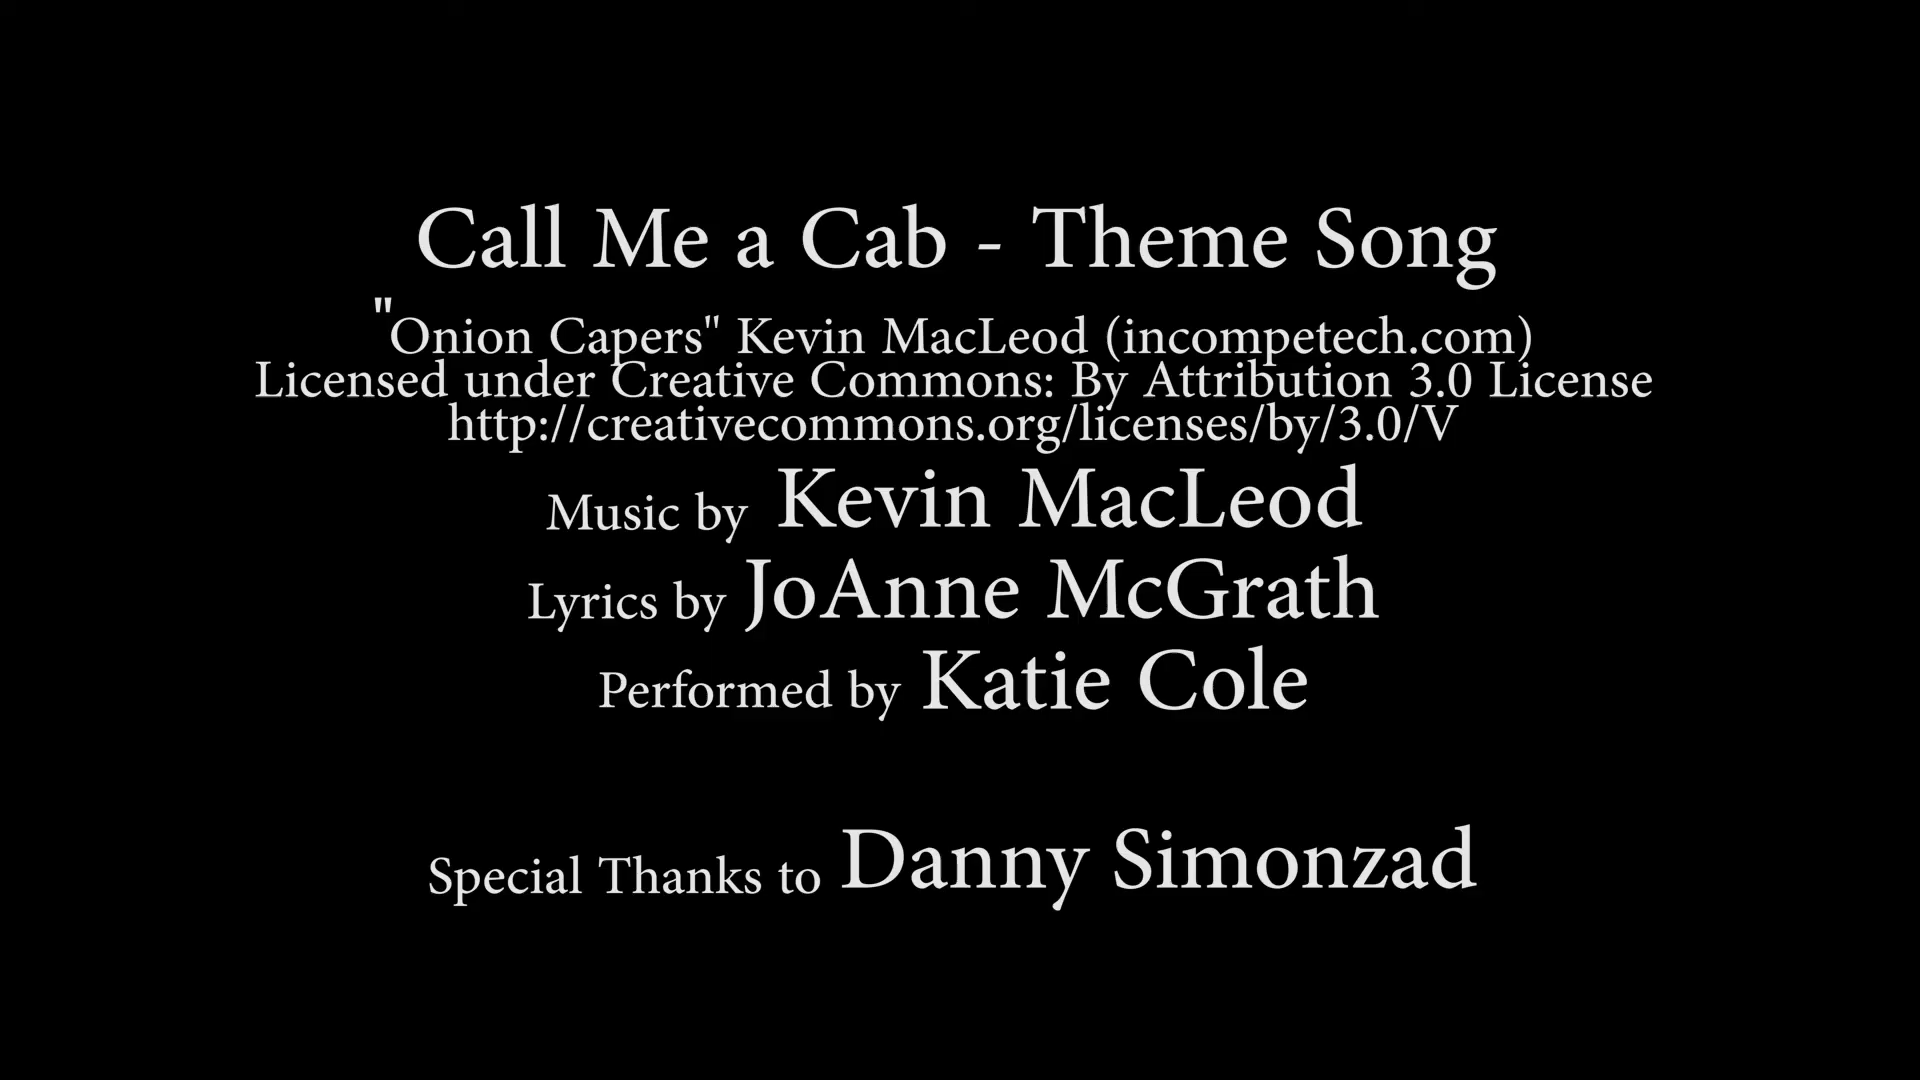 Call Me a Cab - Theme Song
"Onion Capers" Kevin MacLeod (incompetech.com)
Licensed under Creative Commons: By Attribution 3.0 License
http://creativecommons.org/licenses/by/3.0/V
Music by Kevin MacLeod
Lyrics by JoAnne McGrath
Performed by Katie Cole
Special Thanks to Danny Simonzad